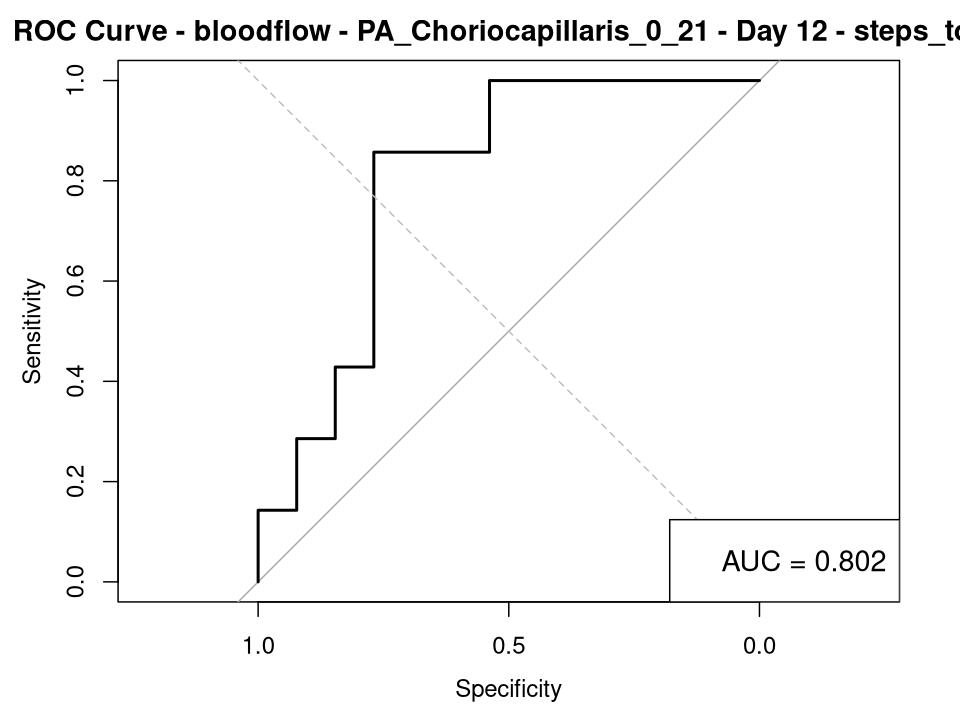 ROC Curve - bloodflow - PA_Choriocapillaris_0_21 - Day 12 - steps_to
1.0
0.8
0.6
0.4
0.2
0.0
Sensitivity
AUC = 0.802
1.0 0.5 0.0
Specificity